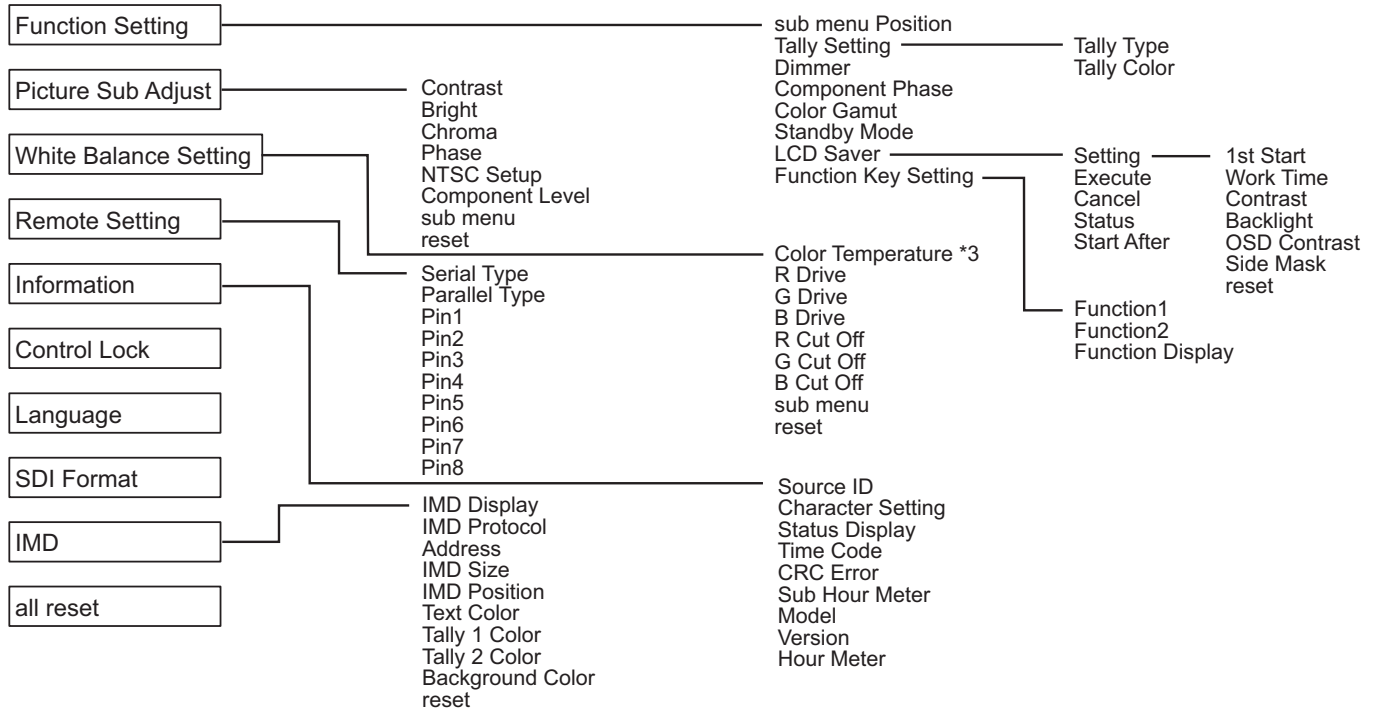 Function Setting
Picture Sub Adjust
White Balance Setting
Remote Setting
Information
Control Lock
Language
SDI Format
IMD
all reset
Contrast
Bright
Chroma
Phase
NTSC Setup
Component Level
sub menu
reset
Serial Type
Parallel Type
Pin1
Pin2
Pin3
Pin4
Pin5
Pin6
Pin7
Pin8
IMD Display
IMD Protocol
Address
IMD Size
IMD Position
Text Color
Tally 1 Color
Tally 2 Color
Background Color
reset
sub menu Position
Tally Setting
Dimmer
Component Phase
Color Gamut
Standby Mode
LCD Saver
Function Key Setting
Color Temperature *3
R Drive
G Drive
B Drive
R Cut Off
G Cut Off
B Cut Off
sub menu
reset
Source ID
Character Setting
Status Display
Time Code
CRC Error
Sub Hour Meter
Model
Version
Hour Meter
Tally Type
Tally Color
Setting
Execute
Cancel
Status
Start After
Function1
Function2
Function Display
1st Start
Work Time
Contrast
Backlight
OSD Contrast
Side Mask
reset